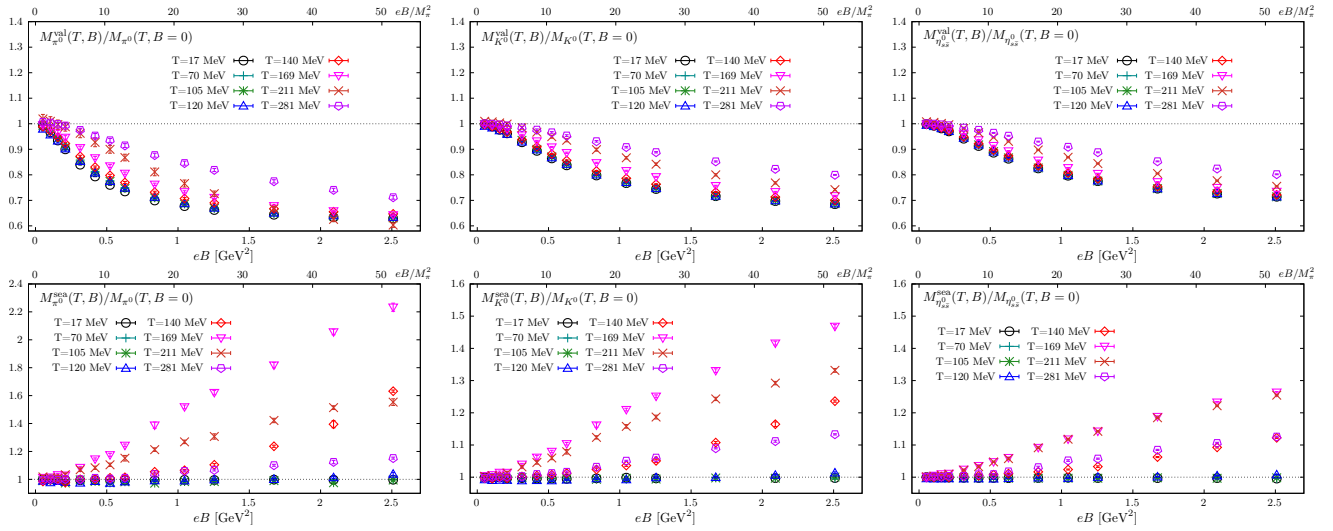 0 10 20 30 40 50 eB/M_π^2
M_{π^0}^{val}(T, B)/M_{π^0}(T, B = 0)
T=17 MeV T=140 MeV
T=70 MeV T=169 MeV
T=105 MeV T=211 MeV
T=120 MeV T=281 MeV
1.4
1.3
1.2
1.1
1
0.9
0.8
0.7
0.6
0 0.5 1 1.5 2 2.5
eB [GeV^2]
0 10 20 30 40 50 eB/M_π^2
M_{K^0}^{val}(T, B)/M_{K^0}(T, B = 0)
T=17 MeV T=140 MeV
T=70 MeV T=169 MeV
T=105 MeV T=211 MeV
T=120 MeV T=281 MeV
1.4
1.3
1.2
1.1
1
0.9
0.8
0.7
0.6
0 0.5 1 1.5 2 2.5
eB [GeV^2]
0 10 20 30 40 50 eB/M_π^2
M_{η^0_{ss̄}}^{val}(T, B)/M_{η^0_{ss̄}}(T, B = 0)
T=17 MeV T=140 MeV
T=70 MeV T=169 MeV
T=105 MeV T=211 MeV
T=120 MeV T=281 MeV
1.4
1.3
1.2
1.1
1
0.9
0.8
0.7
0.6
0 0.5 1 1.5 2 2.5
eB [GeV^2]
0 10 20 30 40 50 eB/M_π^2
M_{π^0}^{sea}(T, B)/M_{π^0}(T, B = 0)
T=17 MeV T=140 MeV
T=70 MeV T=169 MeV
T=105 MeV T=211 MeV
T=120 MeV T=281 MeV
2.4
2.2
2
1.8
1.6
1.4
1.2
1
0 0.5 1 1.5 2 2.5
eB [GeV^2]
0 10 20 30 40 50 eB/M_π^2
M_{K^0}^{sea}(T, B)/M_{K^0}(T, B = 0)
T=17 MeV T=140 MeV
T=70 MeV T=169 MeV
T=105 MeV T=211 MeV
T=120 MeV T=281 MeV
1.6
1.5
1.4
1.3
1.2
1.1
1
0.9
0 0.5 1 1.5 2 2.5
eB [GeV^2]
0 10 20 30 40 50 eB/M_π^2
M_{η^0_{ss̄}}^{sea}(T, B)/M_{η^0_{ss̄}}(T, B = 0)
T=17 MeV T=140 MeV
T=70 MeV T=169 MeV
T=105 MeV T=211 MeV
T=120 MeV T=281 MeV
1.6
1.5
1.4
1.3
1.2
1.1
1
0.9
0 0.5 1 1.5 2 2.5
eB [GeV^2]